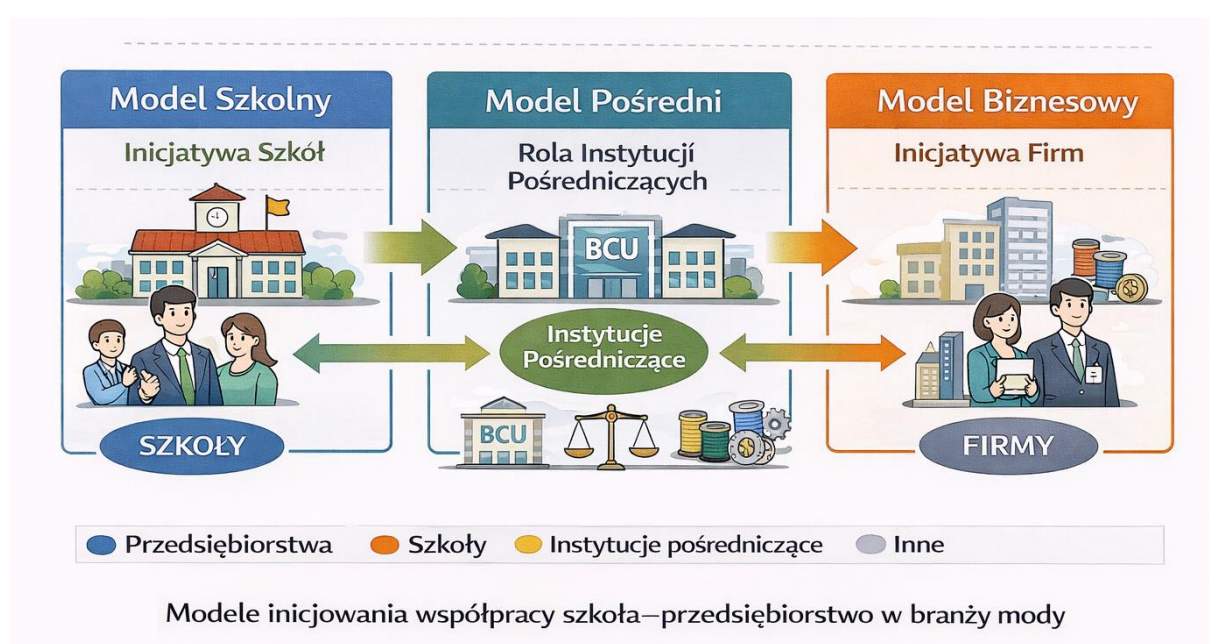 Model Szkolny
Inicjatywa Szkół
SZKOŁY
Model Pośredni
Rola Instytucíj
Pośredniczących
BCU
Instytucje
Pośredniczące
BCU
Model Biznesowy
Inicjatywa Firm
FIRMY
Przedsiębiorstwa Szkoły Instytucje pośredniczące Inne
Modele inicjowania współpracy szkoła—przedsiębiorstwo w branży mody